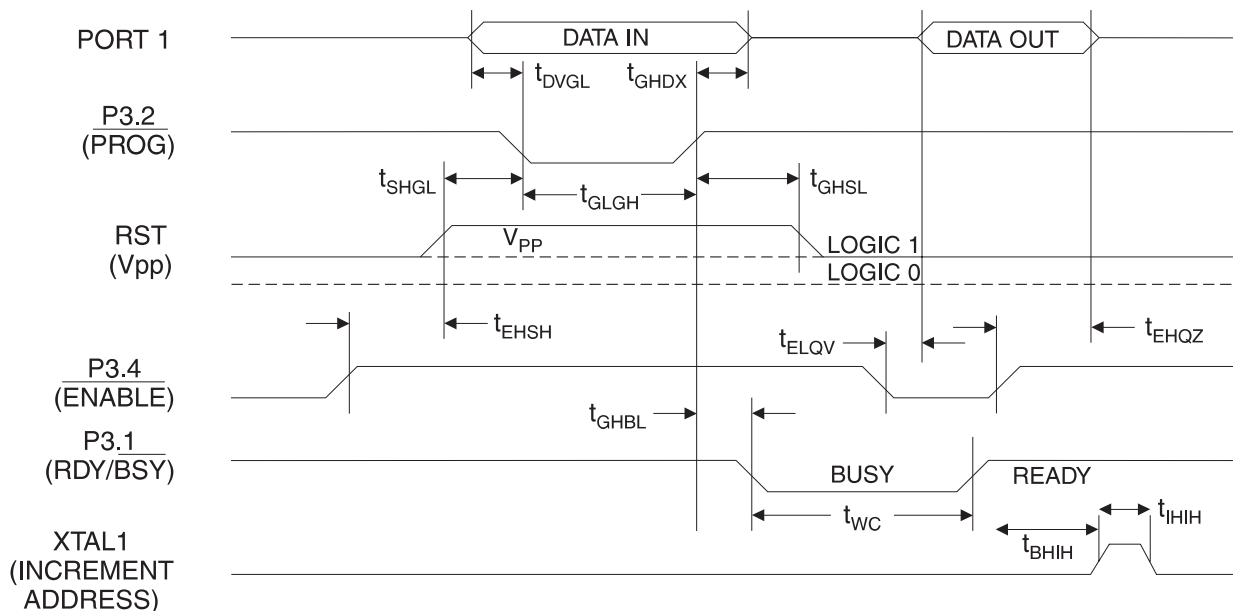 PORT 1
DATA IN
DATA OUT
tDVGL
tGHDX
P3.2
(PROG)
tSHGL
tGLGH
tGHSL
RST
(Vpp)
VPP
LOGIC 1
LOGIC 0
tEHSH
tELQV
tEHQZ
P3.4
(ENABLE)
tGHBL
P3.1
(RDY/BSY)
BUSY
READY
tWC
tIHIH
tBHIH
XTAL1
(INCREMENT
ADDRESS)